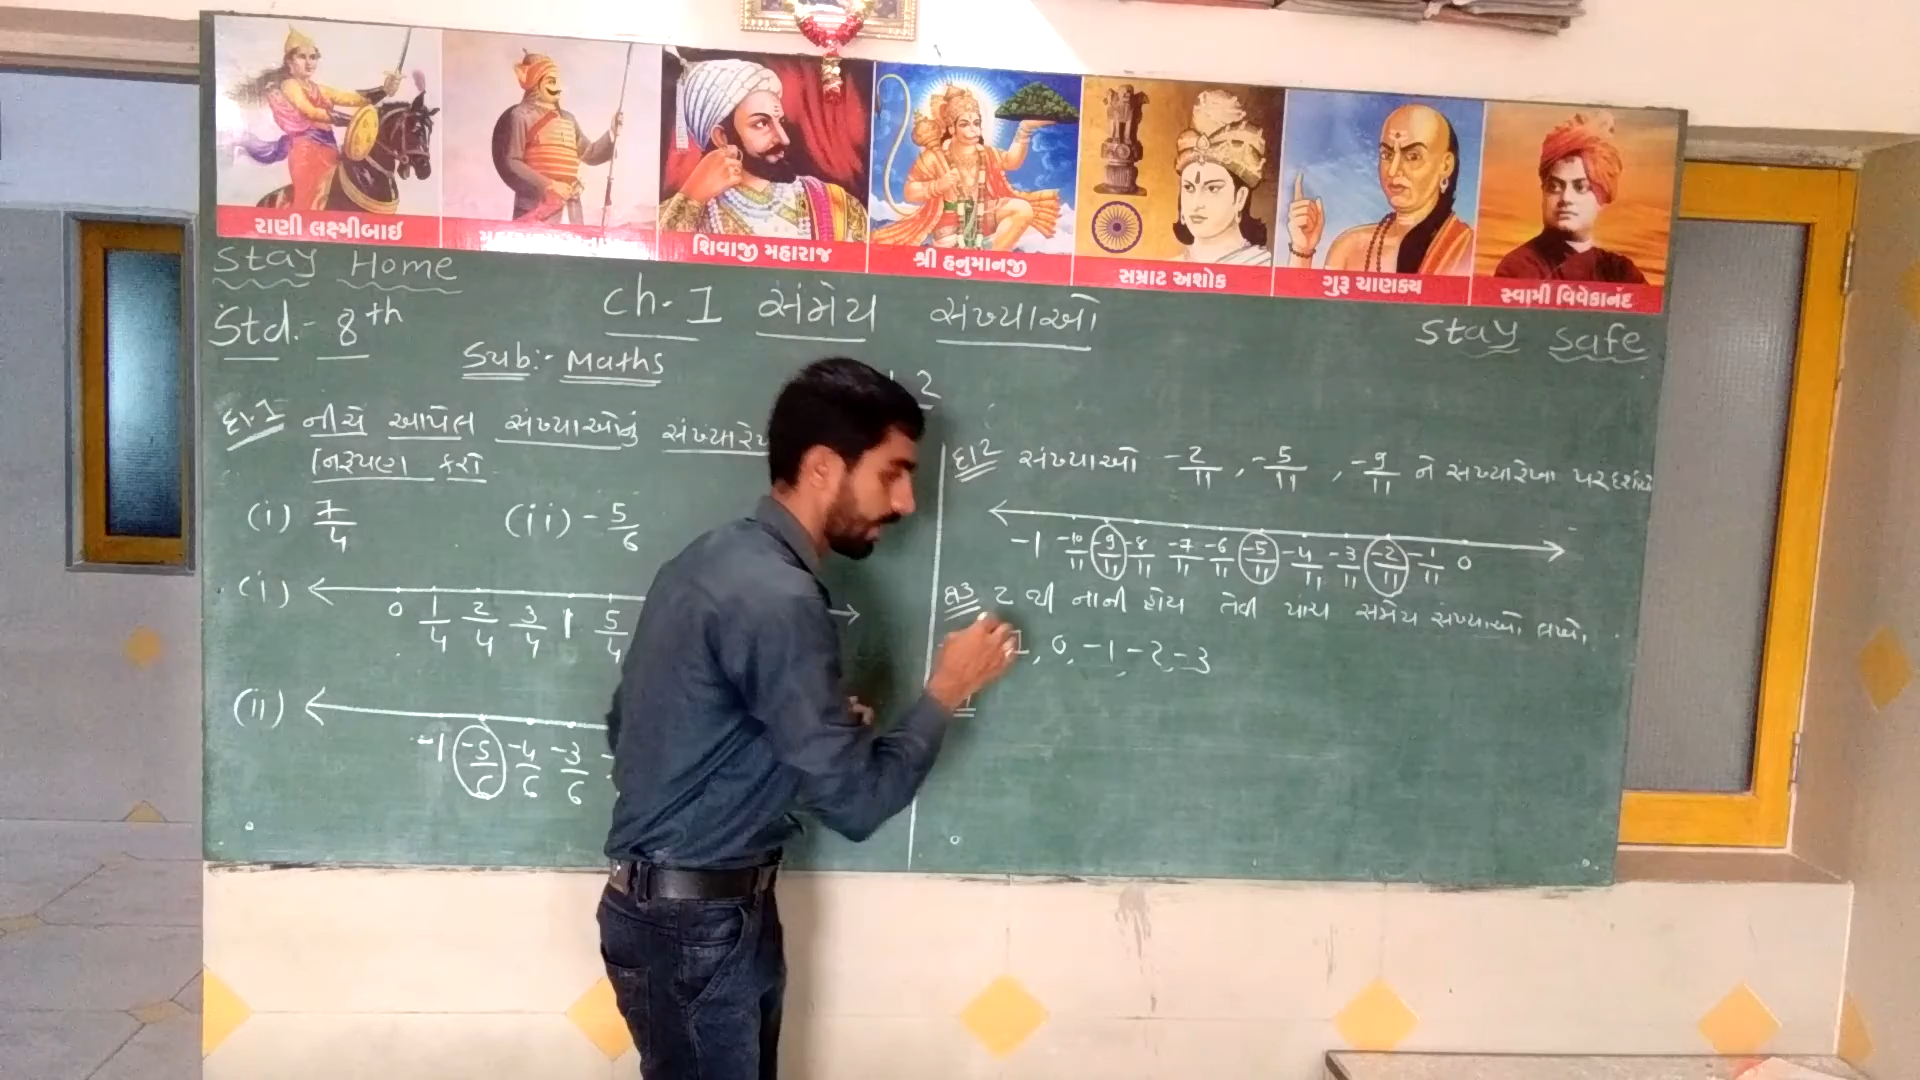 રાણી લક્ષ્મીબાઈ
શિવાજી મહારાજ
શ્રી હનુમાનજી
સમ્રાટ અશોક
ગુરૂ ચાણક્ય
સ્વામી વિવેકાનંદ
Stay Home
Std.- 8th
Ch.1 સંમેય સંખ્યાઓ
Stay Safe
Sub:- Maths
2
દા.1 નીચે આપેલ સંખ્યાઓનું
નિરૂપણ કરો.
(i) 7/4 (ii) -5/6
(i) 0 1/4 2/4 3/4 1 5/4
(ii) -1 -5/6 -4/6 -3/6
દા2 સંખ્યાઓ -2/11, -5/11, -9/11 ને સંખ્યારેખા પર દર્શાવો
-1 -10/11 -9/11 -8/11 -7/11 -6/11 -5/11 -4/11 -3/11 -2/11 -1/11 0
દા3 2 થી નાની હોય તેવી પાંચ સંમેય સંખ્યાઓ લખો.
1, 0, -1, -2, -3